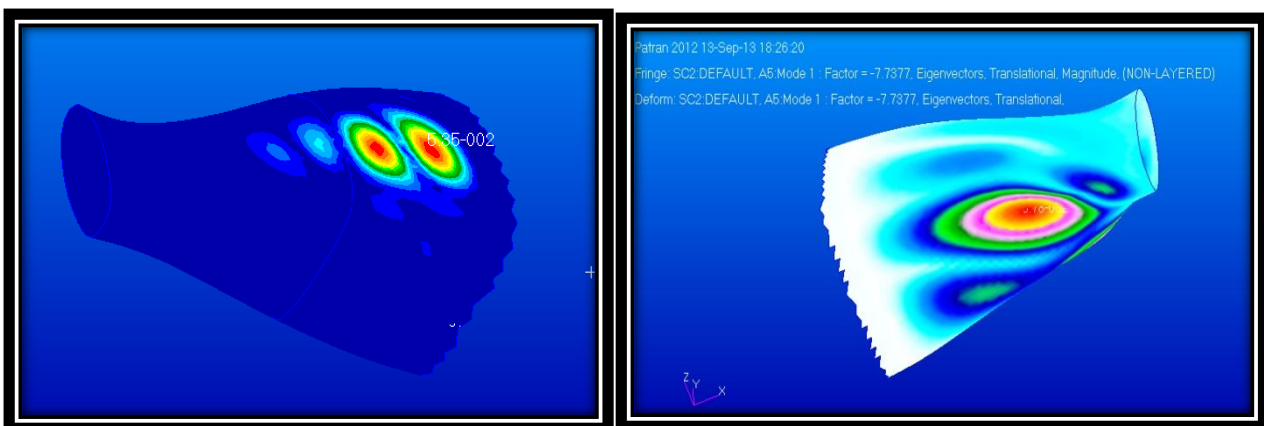 5.35-002
Patran 2012 13-Sep-13 18:26:20
Fringe: SC2:DEFAULT, A5:Mode 1 : Factor = -7.7377, Eigenvectors, Translational, Magnitude, (NON-LAYERED)
Deform: SC2:DEFAULT, A5:Mode 1 : Factor = -7.7377, Eigenvectors, Translational,
Z
Y
X